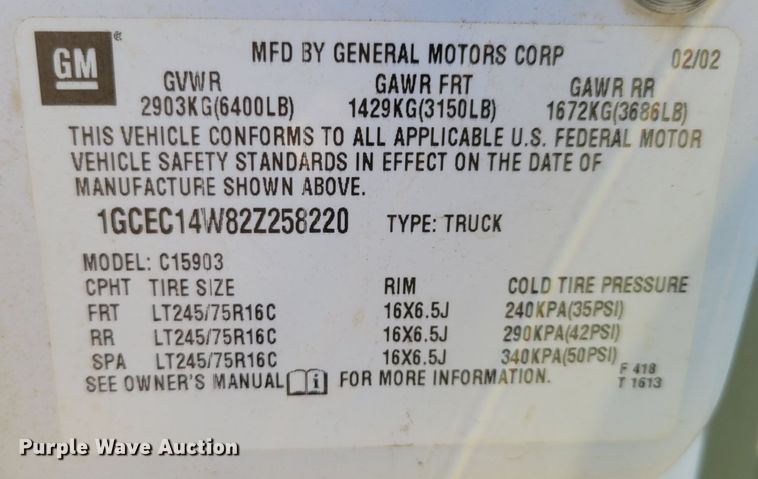 GM ® MFD BY GENERAL MOTORS CORP 02/02
GVWR GAWR FRT GAWR RR
2903KG(6400LB) 1429KG(3150LB) 1672KG(3686LB)
THIS VEHICLE CONFORMS TO ALL APPLICABLE U.S. FEDERAL MOTOR
VEHICLE SAFETY STANDARDS IN EFFECT ON THE DATE OF
MANUFACTURE SHOWN ABOVE.
1GCEC14W82Z258220 TYPE: TRUCK
MODEL: C15903
CPHT TIRE SIZE RIM COLD TIRE PRESSURE
FRT LT245/75R16C 16X6.5J 240KPA(35PSI)
RR LT245/75R16C 16X6.5J 290KPA(42PSI)
SPA LT245/75R16C 16X6.5J 340KPA(50PSI)
SEE OWNER'S MANUAL i FOR MORE INFORMATION.
F 418
T 1613
Purple Wave Auction